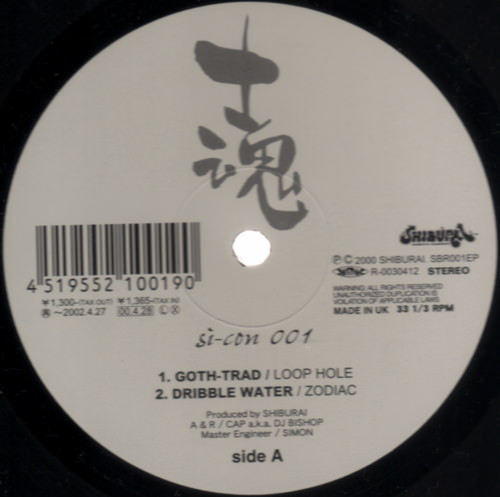 士魂
SHIBURAI
4 519552 100190
¥1,300-(TAX OUT) ¥1,365-(TAX IN)
~2002.4.27 00.4.28 Ⓛ Ⓧ
Ⓟ Ⓒ 2000 SHIBURAI. SBR001EP
R-0030412 STEREO
WARNING: ALL RIGHTS RESERVED
UNAUTHORIZED DUPLICATION IS
VIOLATION OF APPLICABLE LAWS
MADE IN UK 33 1/3 RPM
si-con 001
1. GOTH-TRAD / LOOP HOLE
2. DRIBBLE WATER / ZODIAC
Produced by SHIBURAI
A & R / CAP a.k.a. DJ BISHOP
Master Engineer / SIMON
side A